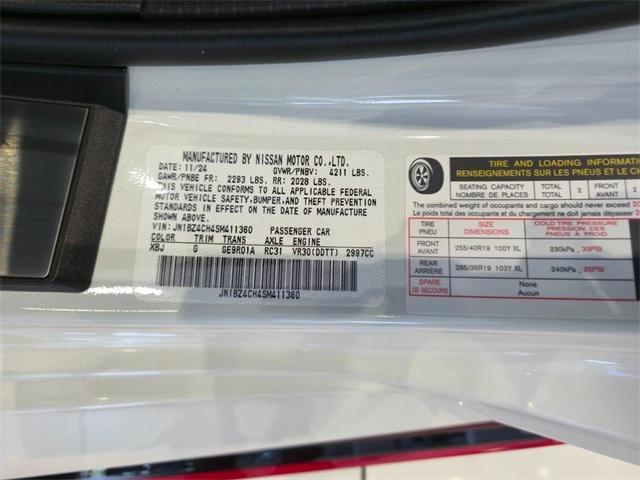 MANUFACTURED BY NISSAN MOTOR CO.,LTD.
DATE: 11/24 GVWR/PNBV: 4211 LBS.
GAWR/PNBE FR: 2293 LBS. RR: 2028 LBS.
THIS VEHICLE CONFORMS TO ALL APPLICABLE FEDERAL
MOTOR VEHICLE SAFETY,BUMPER,AND THEFT PREVENTION
STANDARDS IN EFFECT ON THE DATE OF MANUFACTURE
SHOWN ABOVE.
VIN: JN1BZ4CH4SM411360 PASSENGER CAR
COLOR TRIM TRANS AXLE ENGINE
XBJ G GE9R01A RC31 VR30(DDTT) 2997CC
JN1BZ4CH4SM411360
TIRE AND LOADING INFORMATION
RENSEIGNEMENTS SUR LES PNEUS ET LE
SEATING CAPACITY TOTAL 2 FRONT
NOMBRE DE PLACES TOTAL AVANT
The combined weight of occupants and cargo should never exceed
Le poids total des occupants et du chargement ne doit jamais dépasser
TIRE SIZE COLD TIRE PRESSURE
PNEU DIMENSIONS PRESSION DES PNEUS À FROID
FRONT AVANT 255/40R19 100Y XL 230kPa, 33PSI
REAR ARRIÈRE 285/35R19 103Y XL 240kPa, 35PSI
SPARE DE SECOURS None Aucun